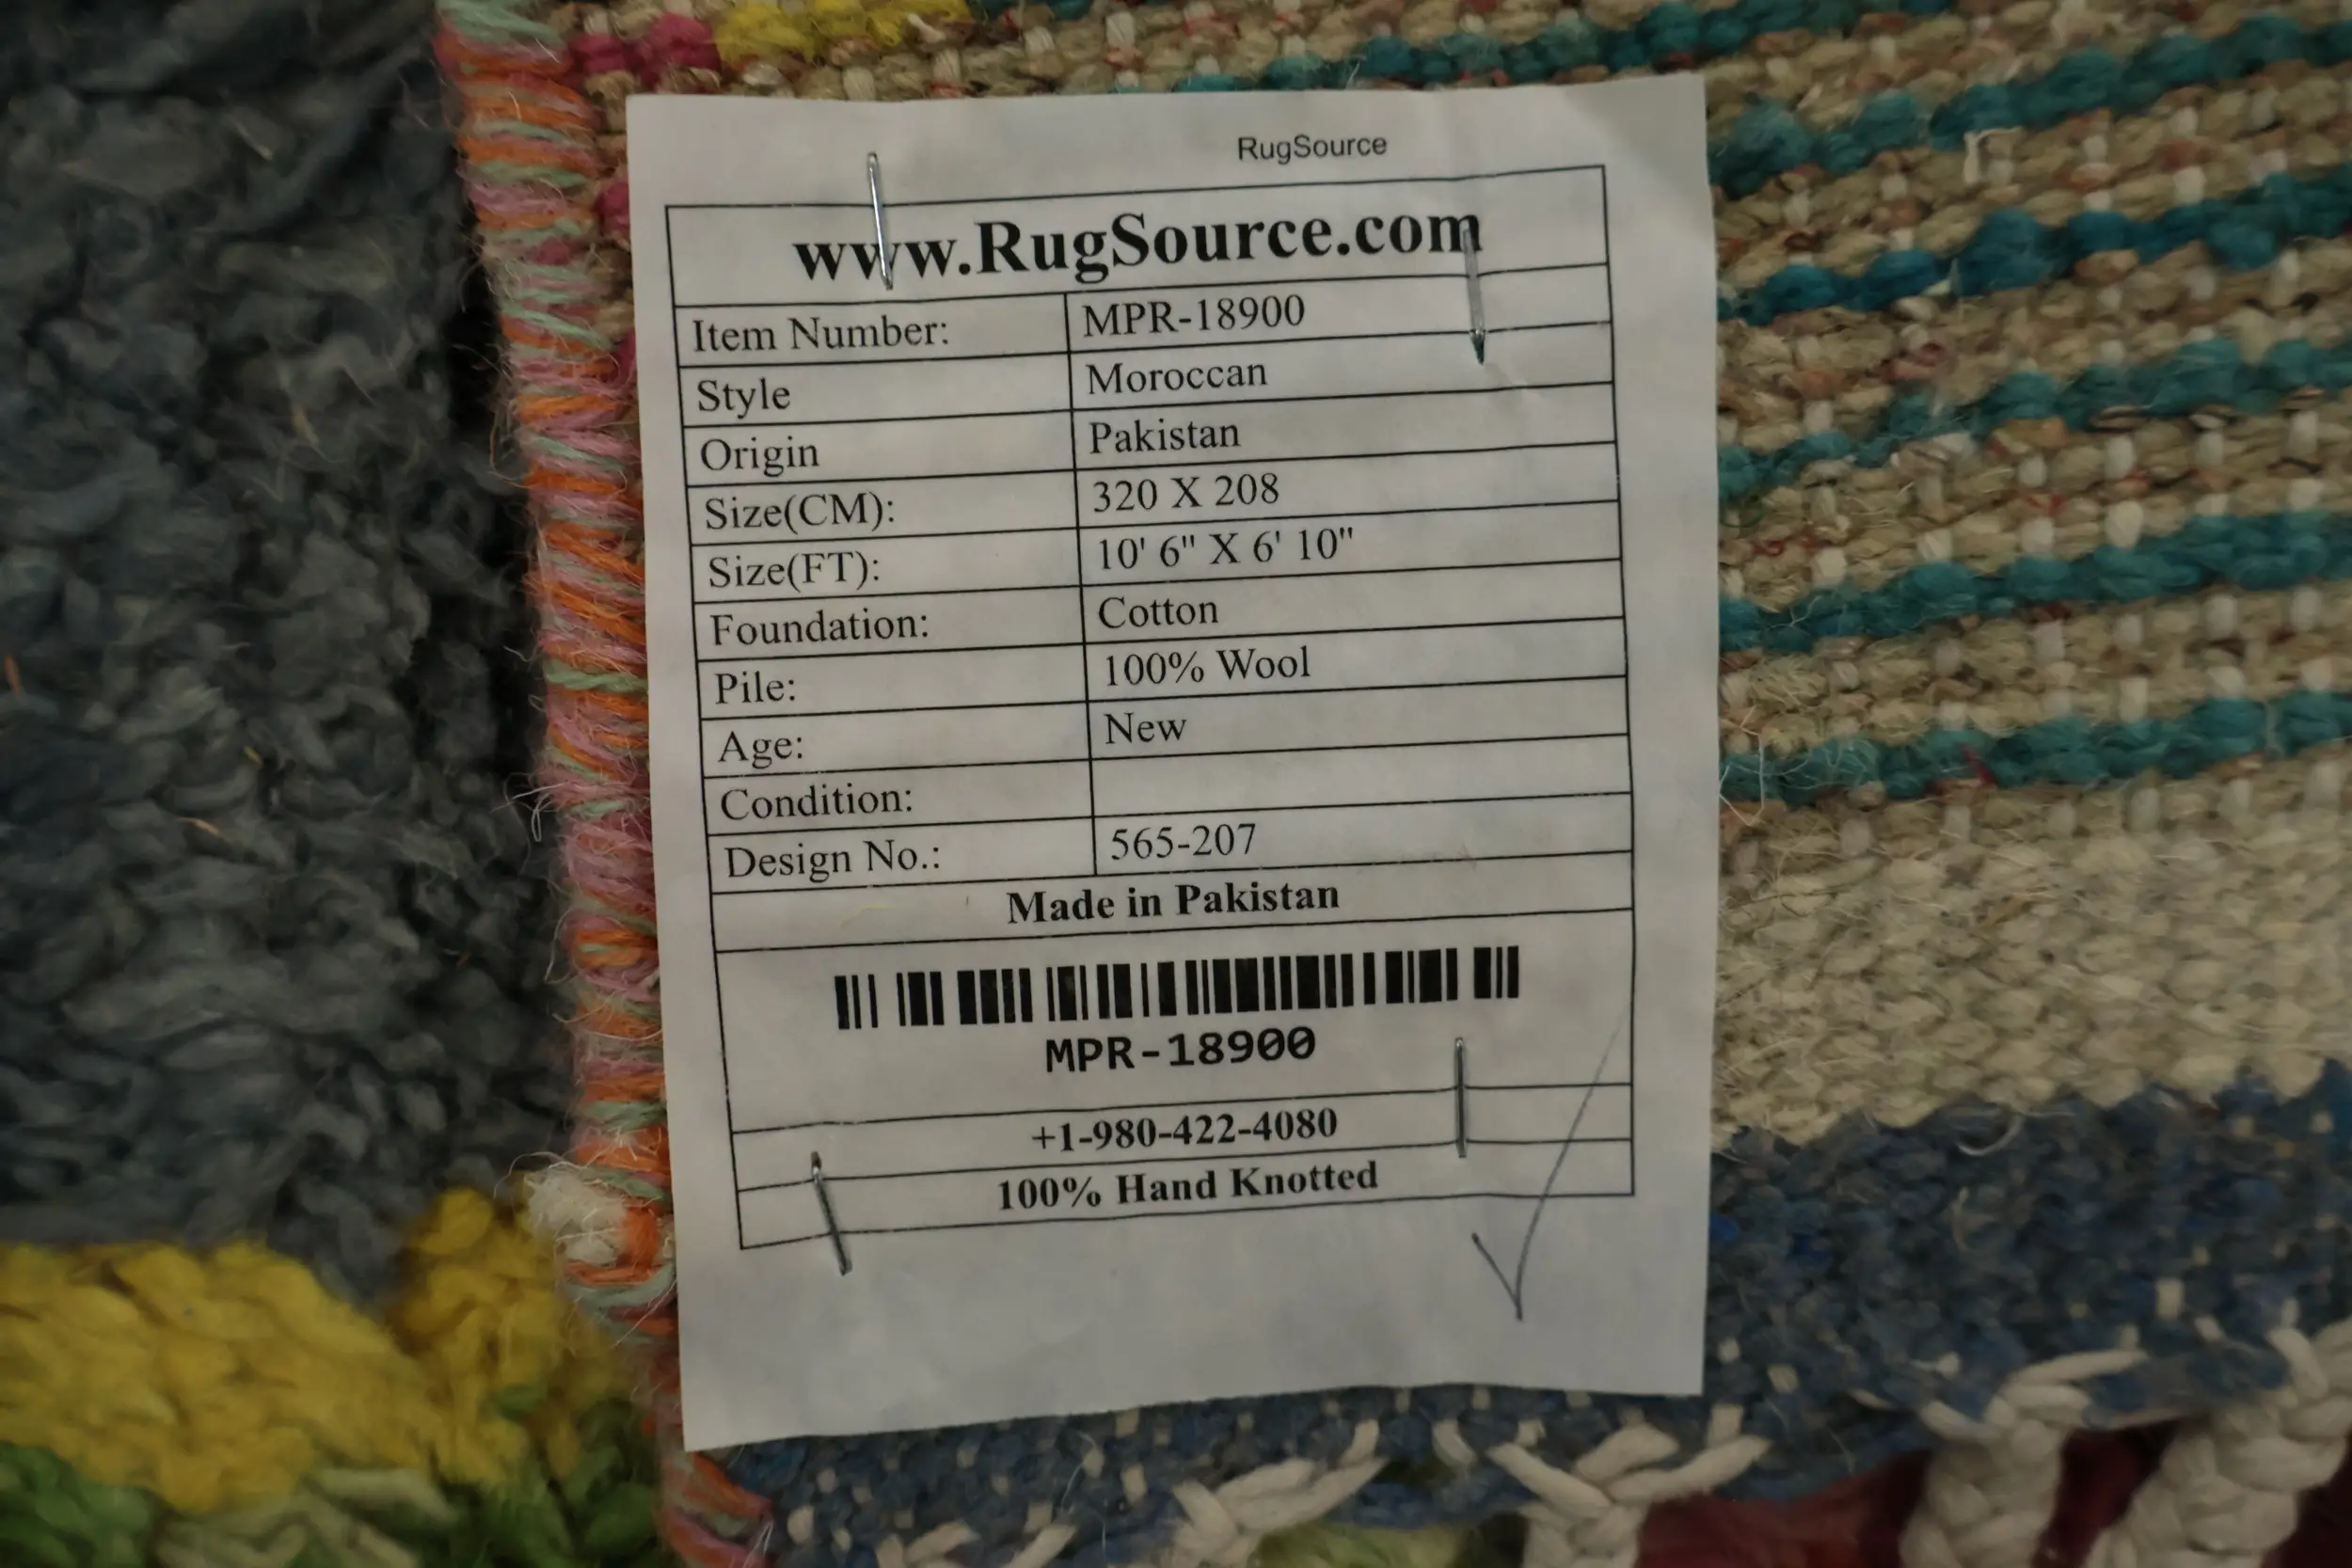 RugSource
www.RugSource.com
Item Number: MPR-18900
Style Moroccan
Origin Pakistan
Size(CM): 320 X 208
Size(FT): 10' 6" X 6' 10"
Foundation: Cotton
Pile: 100% Wool
Age: New
Condition:
Design No.: 565-207
Made in Pakistan
MPR-18900
+1-980-422-4080
100% Hand Knotted